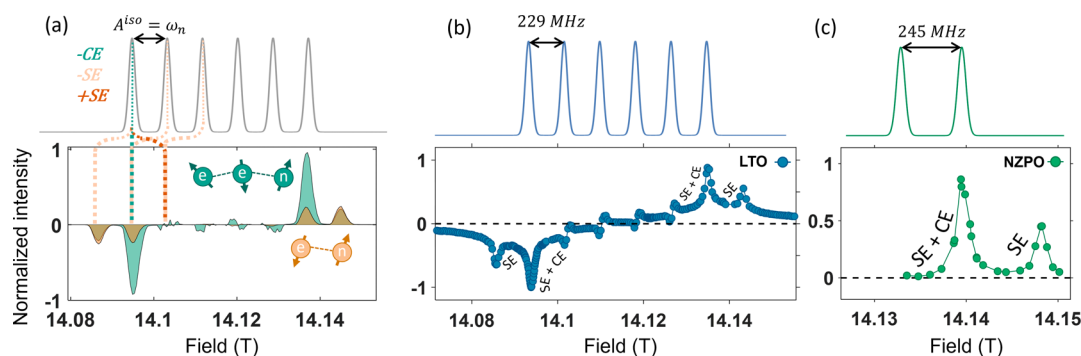 (a)
A^iso = ω_n
-CE
-SE
+SE
Normalized intensity
1
0
-1
e e n
e n
14.08 14.1 14.12 14.14
Field (T)
(b)
229 MHz
LTO
1
0
-1
SE
SE + CE
SE + CE
SE
14.08 14.1 14.12 14.14
Field (T)
(c)
245 MHz
NZPO
1
0.5
0
SE + CE
SE
14.13 14.14 14.15
Field (T)